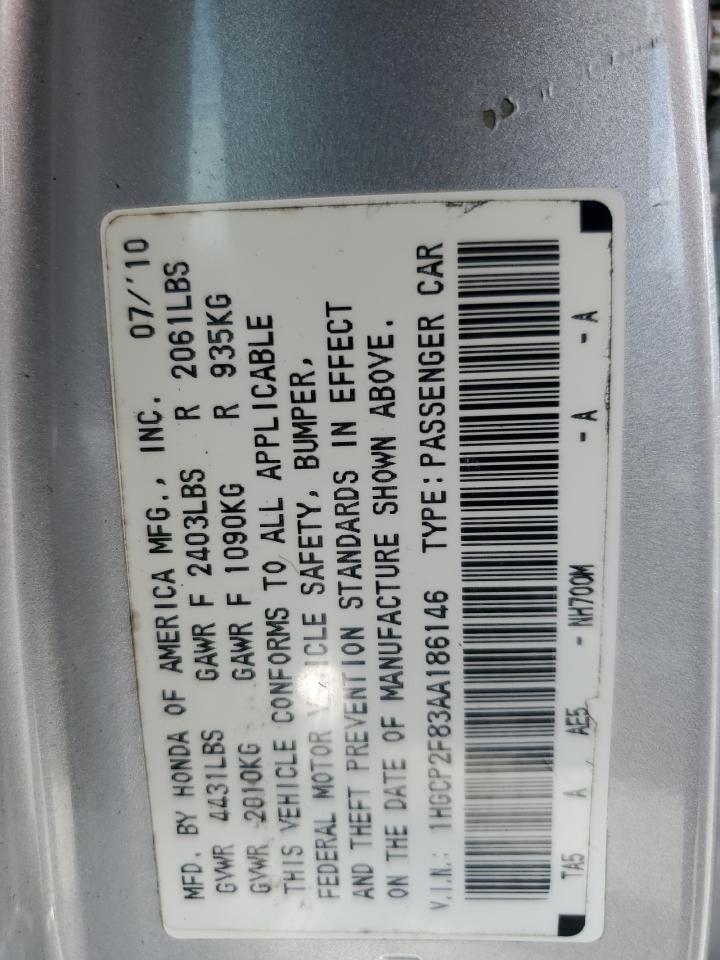 MFD. BY HONDA OF AMERICA MFG., INC. 07/'10
GVWR 4431LBS GAWR F 2403LBS R 2061LBS
GVWR 2010KG GAWR F 1090KG R 935KG
THIS VEHICLE CONFORMS TO ALL APPLICABLE
FEDERAL MOTOR VEHICLE SAFETY, BUMPER,
AND THEFT PREVENTION STANDARDS IN EFFECT
ON THE DATE OF MANUFACTURE SHOWN ABOVE.
V.I.N.: 1HGCP2F83AA186146 TYPE:PASSENGER CAR
TA5 A AE5 - NH700M - A - A